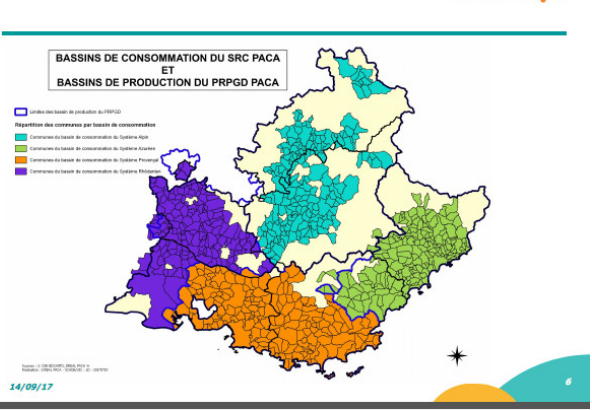 BASSINS DE CONSOMMATION DU SRC PACA
ET
BASSINS DE PRODUCTION DU PRPGD PACA
Limites des bassin de production du PRPGD
Répartition des communes par bassin de consommation
Communes du bassin de consommation du Système Alpin
Communes du bassin de consommation du Système Azuréen
Communes du bassin de consommation du Système Provençal
Communes du bassin de consommation du Système Rhodanien
14/09/17
6